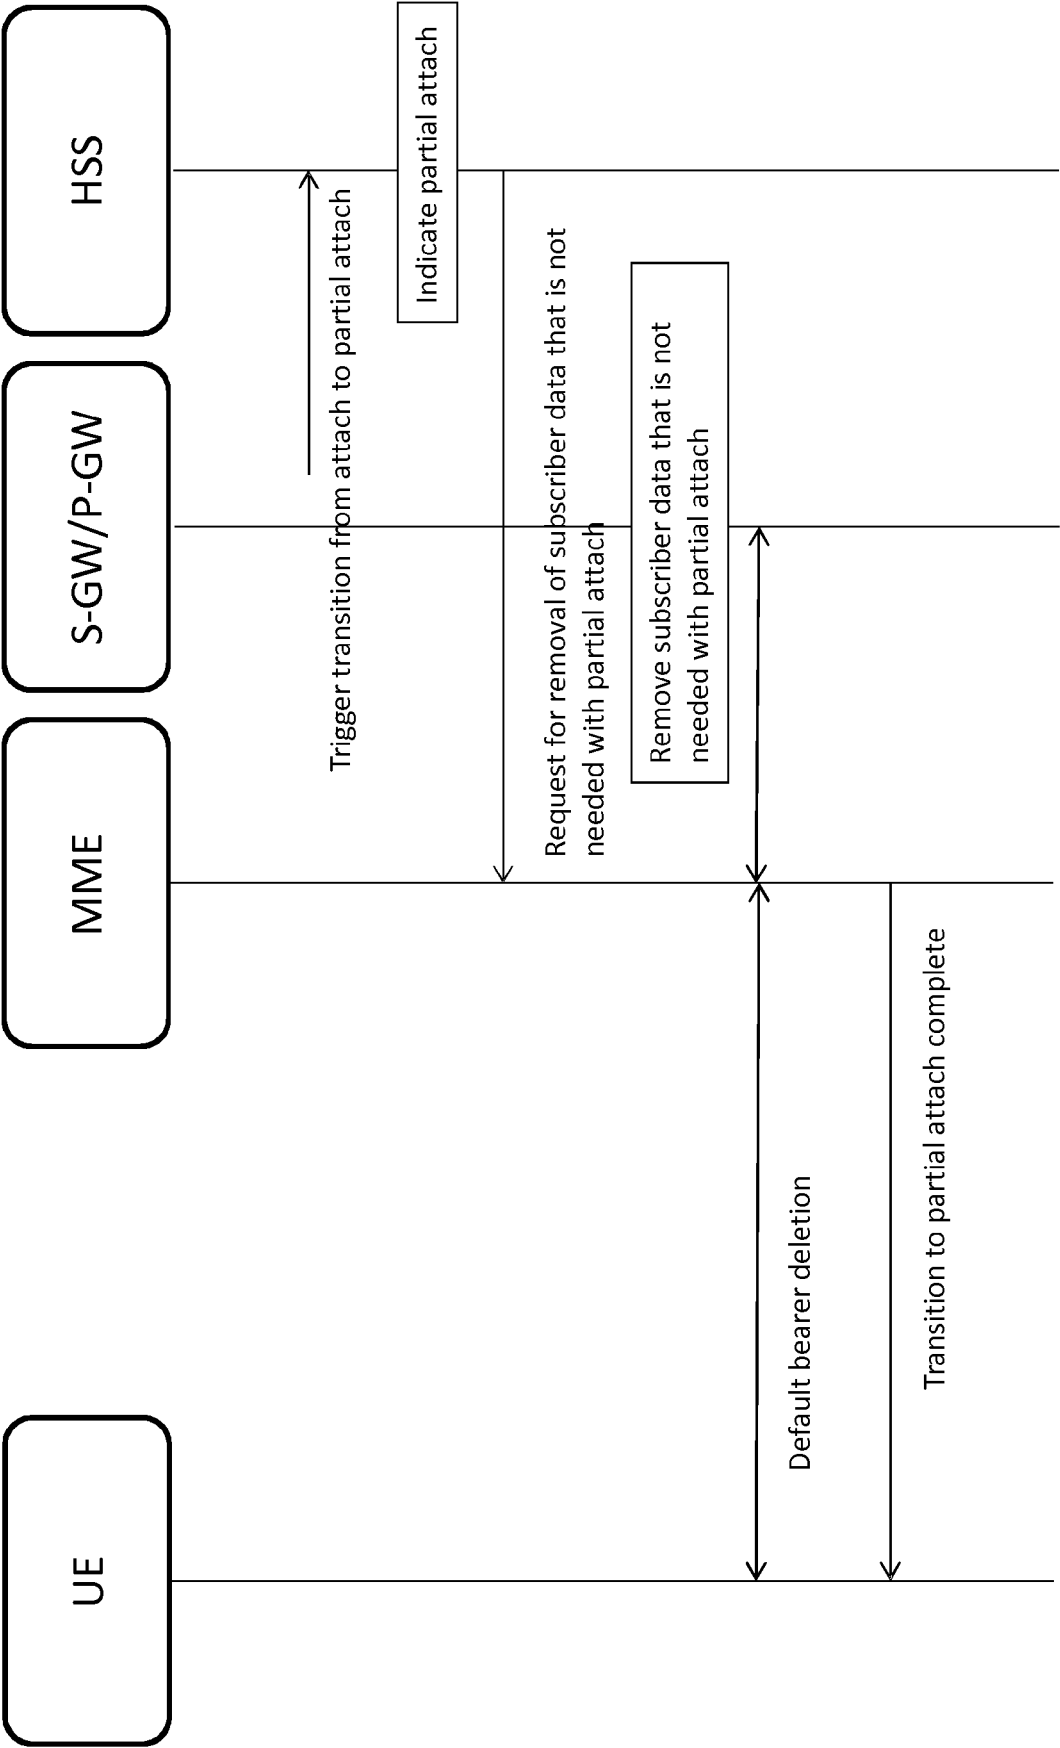 UE
MME
S-GW/P-GW
HSS
Trigger transition from attach to partial attach
Indicate partial attach
Request for removal of subscriber data that is not
needed with partial attach
Remove subscriber data that is not
needed with partial attach
Default bearer deletion
Transition to partial attach complete